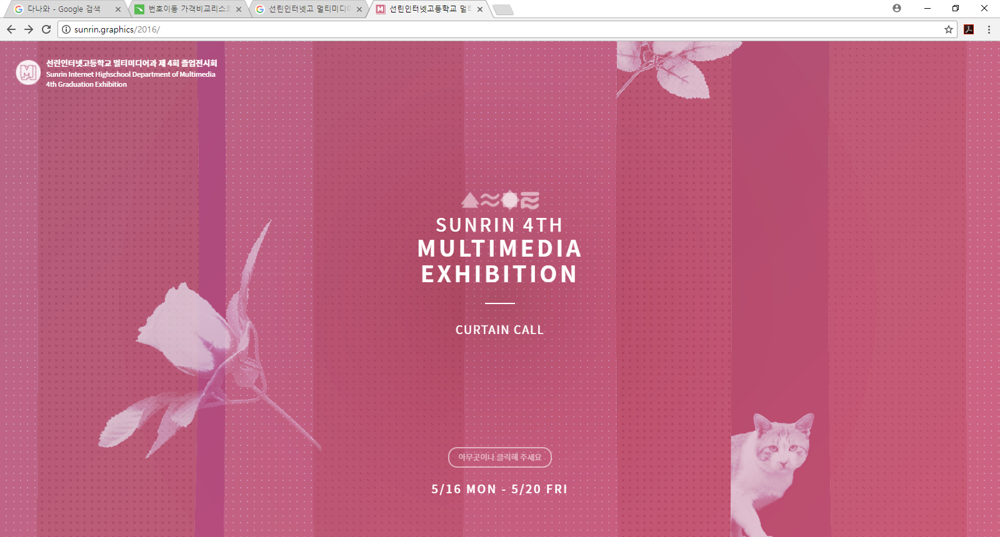 다나와 - Google 검색
번호이동 가격비교리스트
선린인터넷고 멀티미디어
선린인터넷고등학교 멀티
sunrin.graphics/2016/
선린인터넷고등학교 멀티미디어과 제 4회 졸업전시회
Sunrin Internet Highschool Department of Multimedia
4th Graduation Exhibition
SUNRIN 4TH
MULTIMEDIA
EXHIBITION
CURTAIN CALL
아무곳이나 클릭해 주세요
5/16 MON - 5/20 FRI